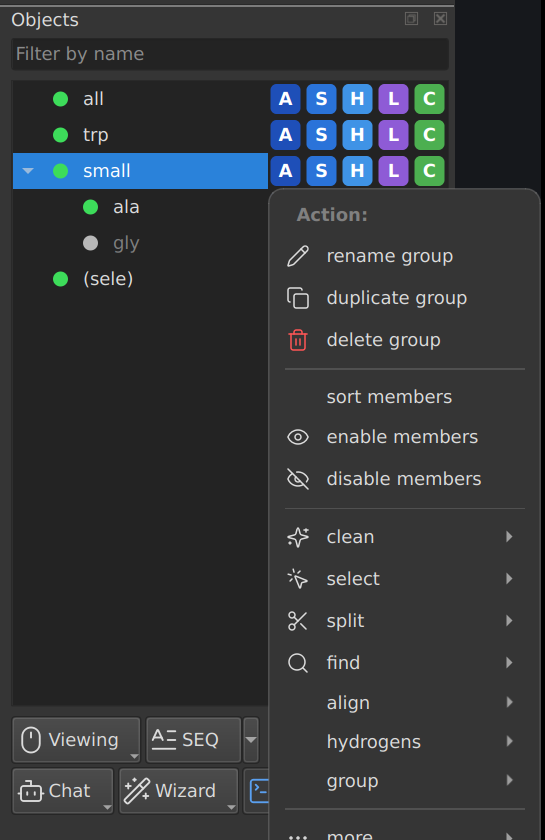 Objects
Filter by name
all A S H L C
trp A S H L C
small A S H L C
ala
gly
(sele)
Action:
rename group
duplicate group
delete group
sort members
enable members
disable members
clean
select
split
find
align
hydrogens
group
more
Viewing SEQ
Chat Wizard